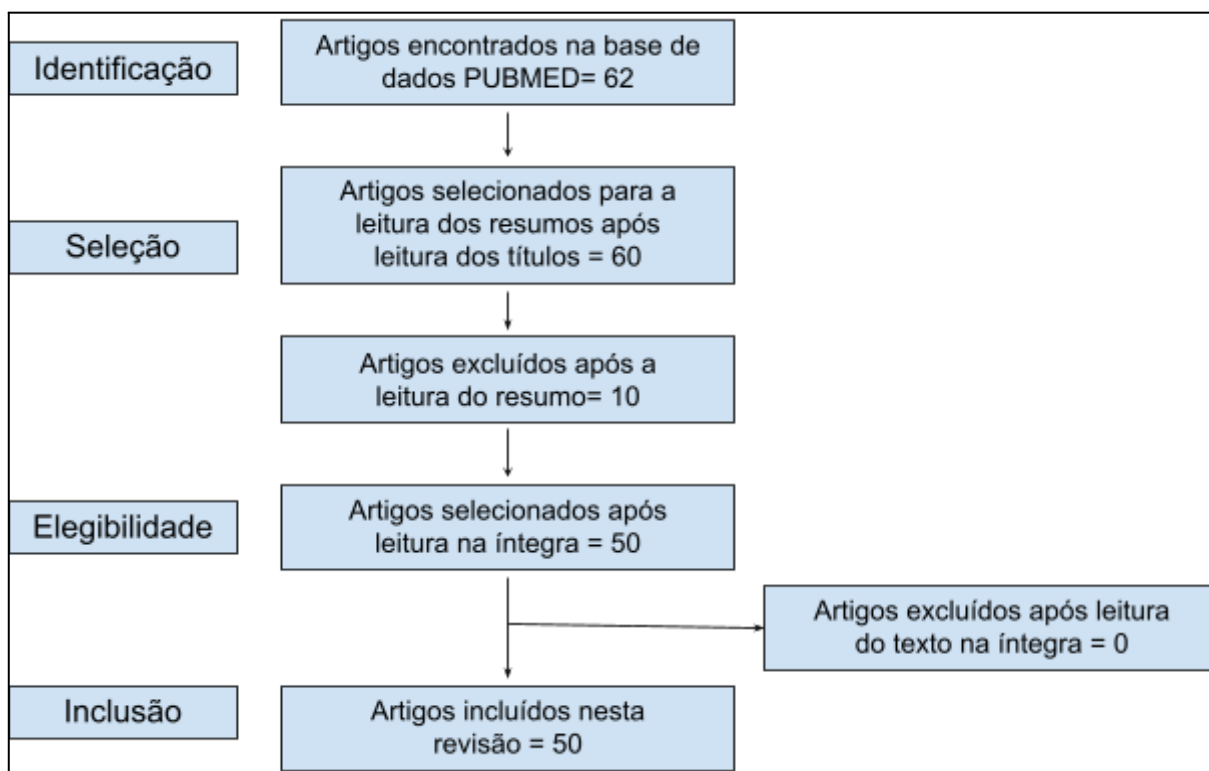 Identificação
Artigos encontrados na base de
dados PUBMED= 62
Seleção
Artigos selecionados para a
leitura dos resumos após
leitura dos títulos = 60
Artigos excluídos após a
leitura do resumo= 10
Elegibilidade
Artigos selecionados após
leitura na íntegra = 50
Artigos excluídos após leitura
do texto na íntegra = 0
Inclusão
Artigos incluídos nesta
revisão = 50